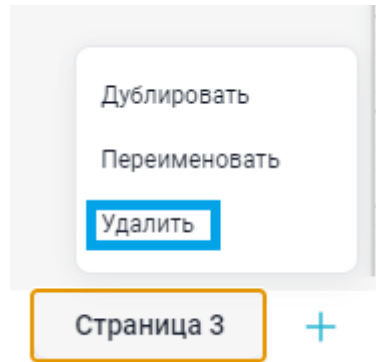 Дублировать
Переименовать
Удалить
Страница 3